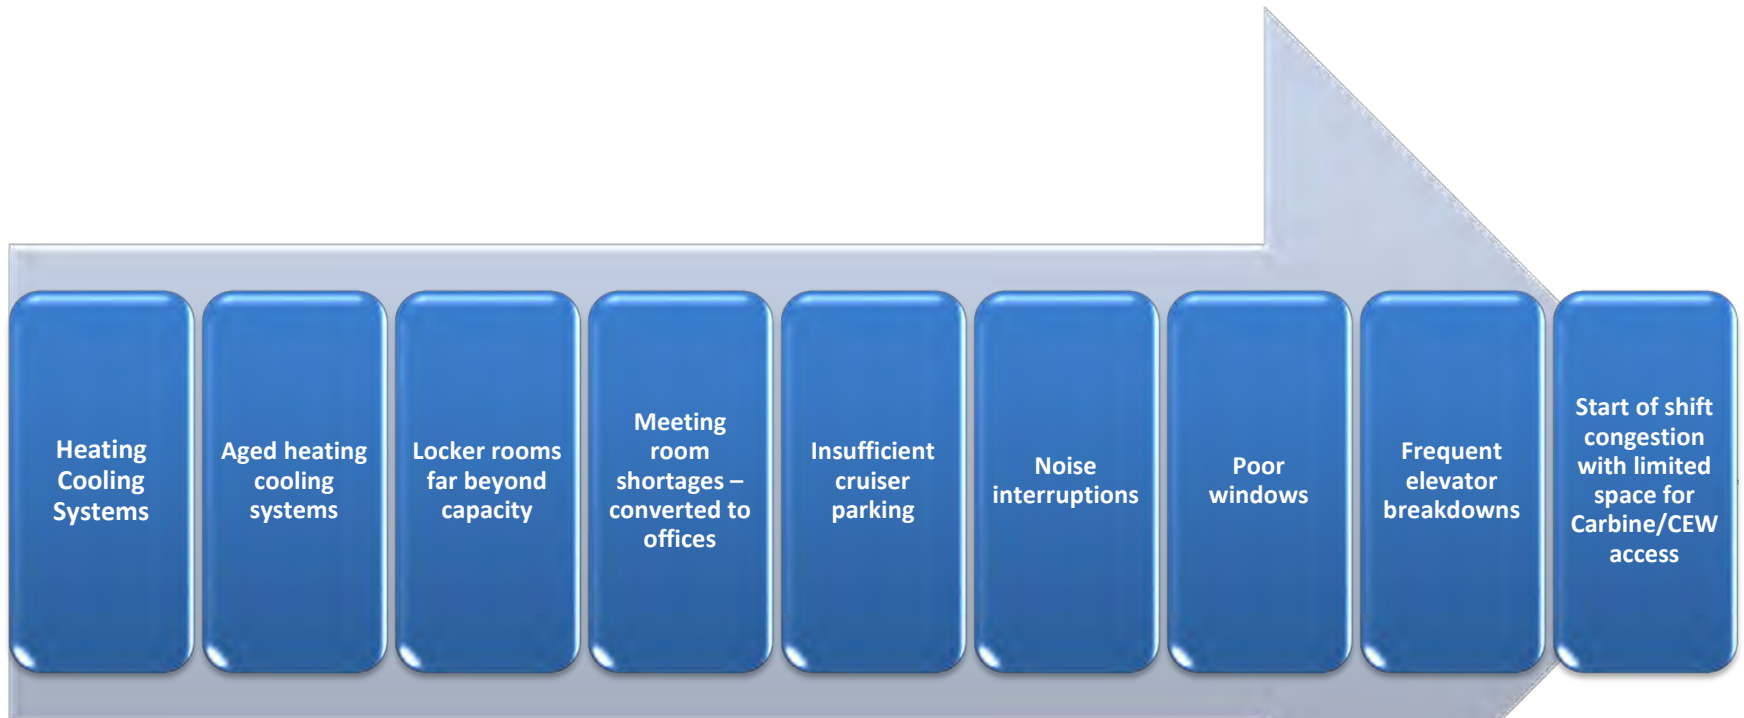 Heating
Cooling
Systems
Aged heating
cooling
systems
Locker rooms
far beyond
capacity
Meeting
room
shortages –
converted to
offices
Insufficient
cruiser
parking
Noise
interruptions
Poor
windows
Frequent
elevator
breakdowns
Start of shift
congestion
with limited
space for
Carbine/CEW
access